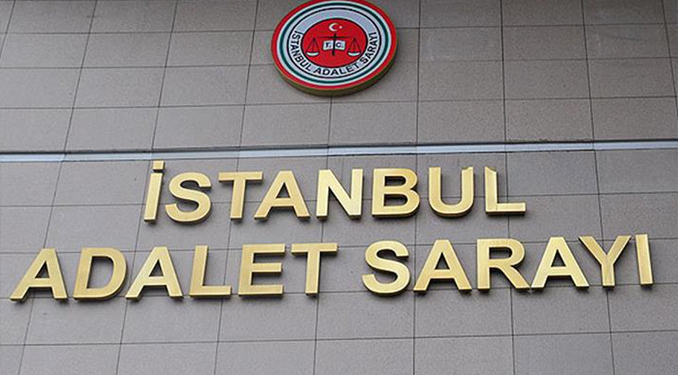 İSTANBUL ADALET SARAYI
T.C.
İSTANBUL
ADALET SARAYI